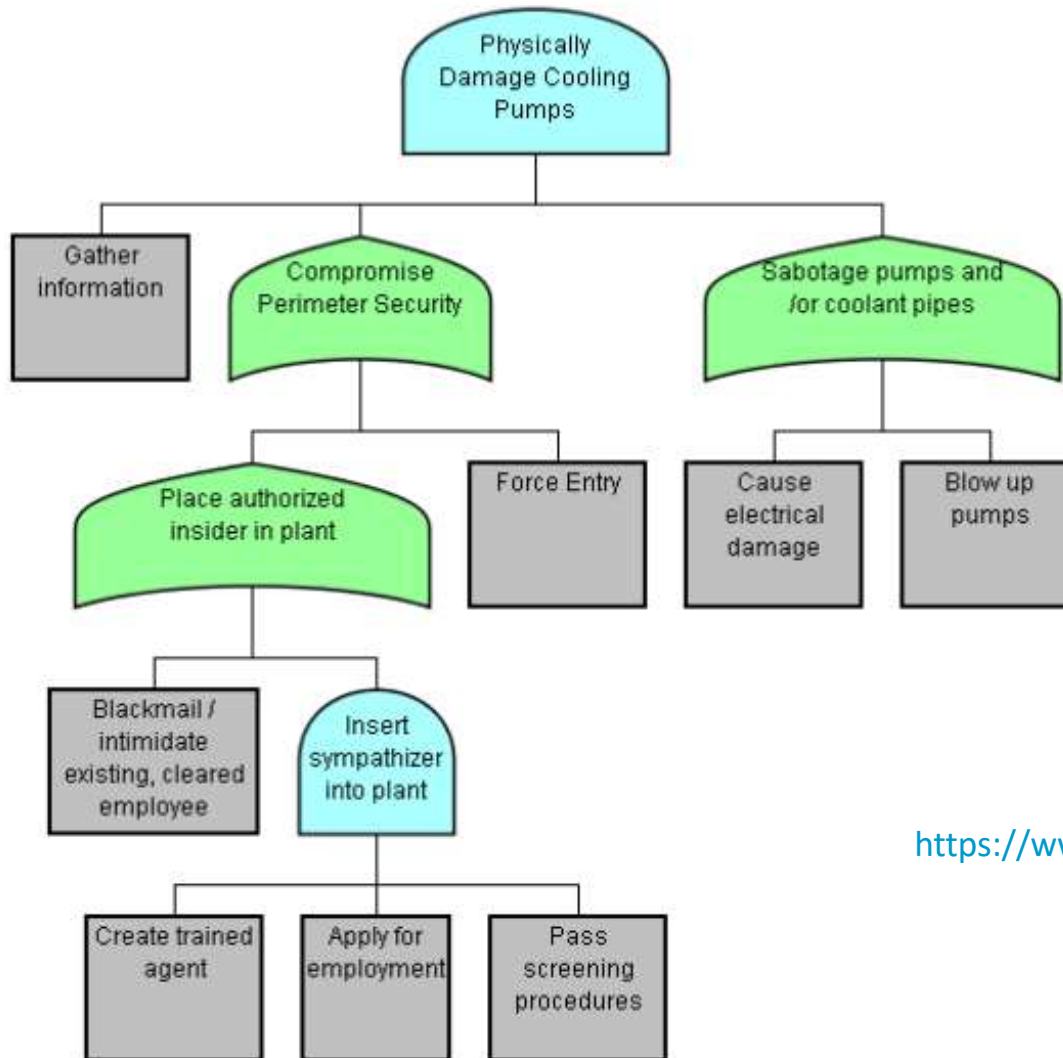 Physically
Damage Cooling
Pumps
Gather
information
Compromise
Perimeter Security
Sabotage pumps and
/or coolant pipes
Place authorized
insider in plant
Force Entry
Cause
electrical
damage
Blow up
pumps
Blackmail /
intimidate
existing, cleared
employee
Insert
sympathizer
into plant
https://w
Create trained
agent
Apply for
employment
Pass
screening
procedures